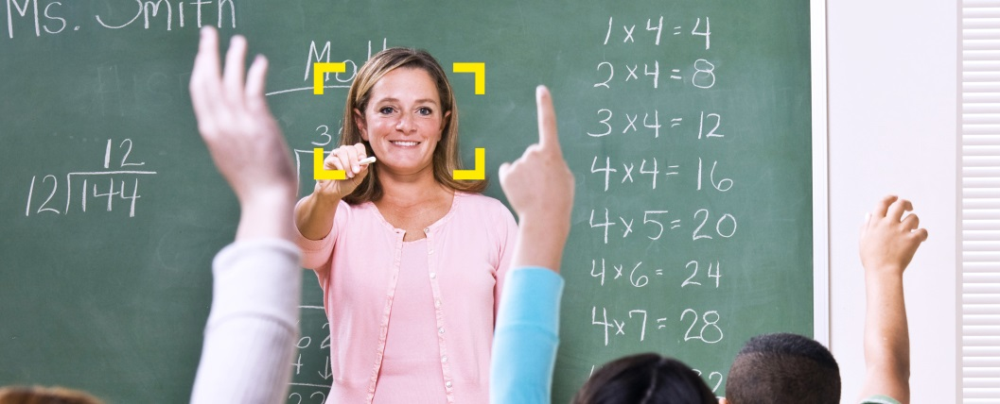 Ms. Smith
12
12)144
3
1 x 4 = 4
2 x 4 = 8
3 x 4 = 12
4 x 4 = 16
4 x 5 = 20
4 x 6 = 24
4 x 7 = 28